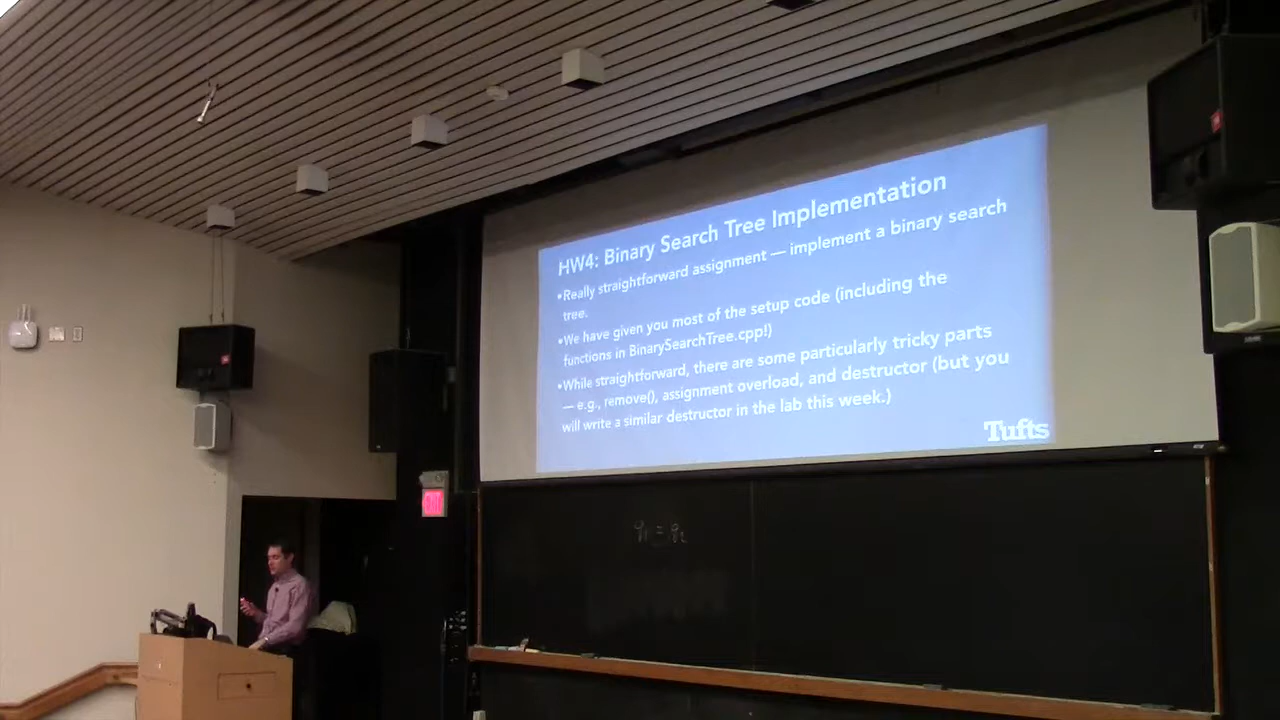 HW4: Binary Search Tree Implementation
•Really straightforward assignment — implement a binary search
tree.
•We have given you most of the setup code (including the
functions in BinarySearchTree.cpp!)
•While straightforward, there are some particularly tricky parts
— e.g., remove(), assignment overload, and destructor (but you
will write a similar destructor in the lab this week.)
Tufts